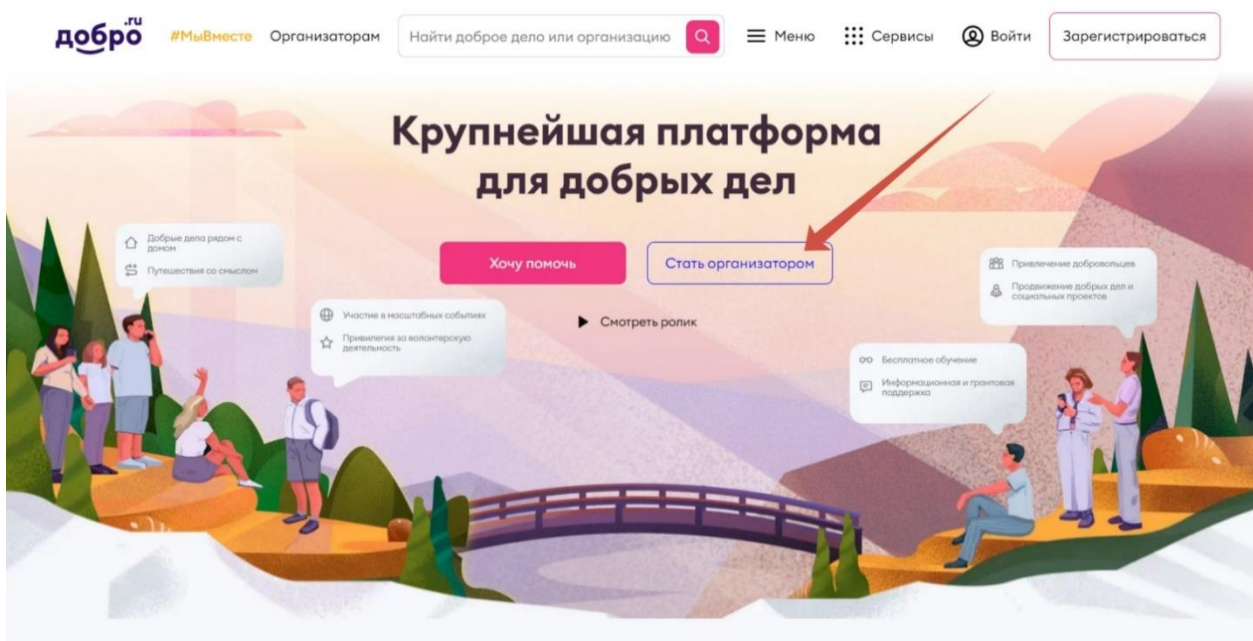 добро.ru
#МыВместе
Организаторам
Найти доброе дело или организацию
Меню
Сервисы
Войти
Зарегистрироваться
Крупнейшая платформа
для добрых дел
Хочу помочь
Стать организатором
Смотреть ролик
Добрые дела рядом с
домом
Путешествия со смыслом
Участие в масштабных событиях
Привилегия за волонтерскую
деятельность
Привлечение добровольцев
Продвижение добрых дел и
социальных проектов
Бесплатное обучение
Информационная и грантовая
поддержка